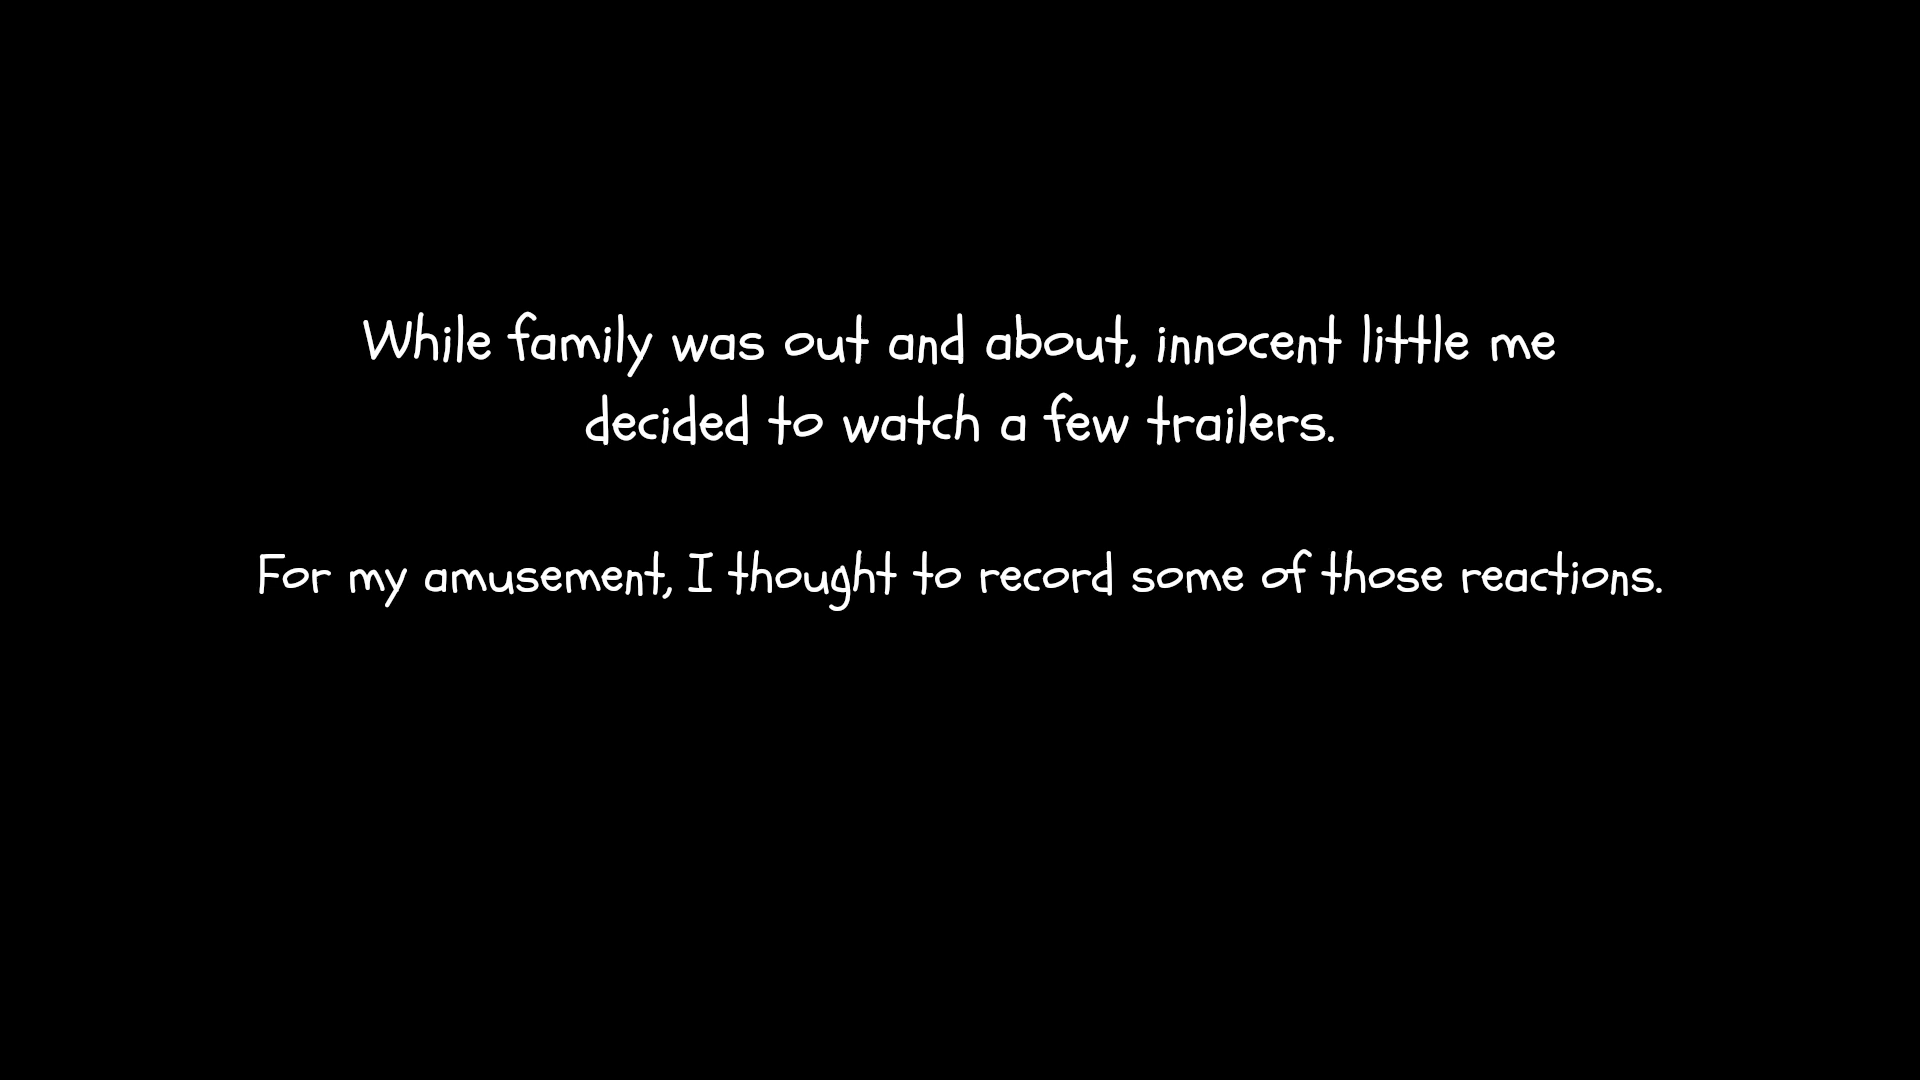 While family was out and about, innocent little me
decided to watch a few trailers.
For my amusement, I thought to record some of those reactions.